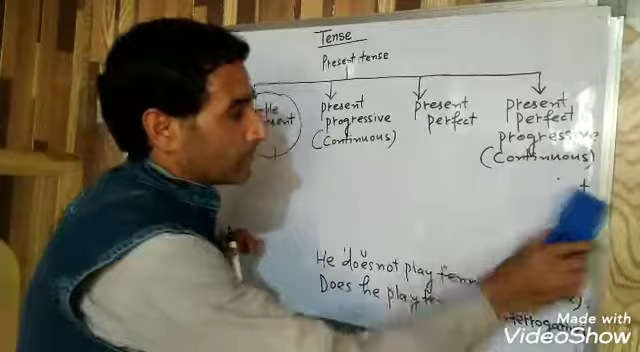 Tense
Present tense
present
progressive
(Continuous)
present
perfect
present
perfect
progressive
(Continuous)
+
He does not play
Does he play
Made with
VideoShow